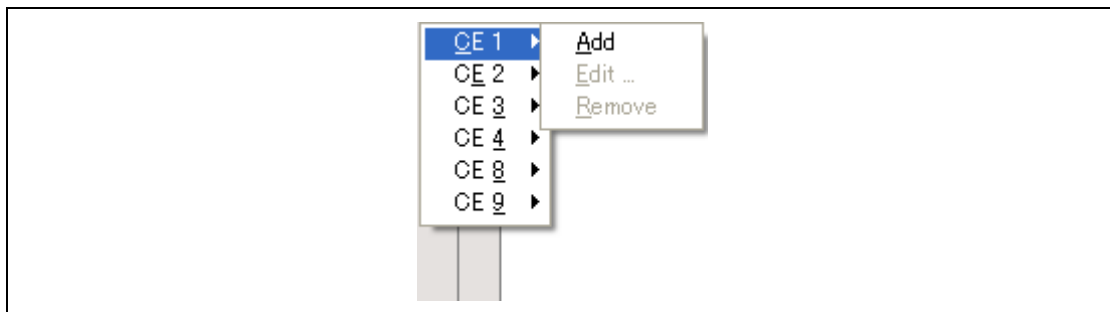 CE 1 Add
CE 2 Edit ...
CE 3 Remove
CE 4
CE 8
CE 9